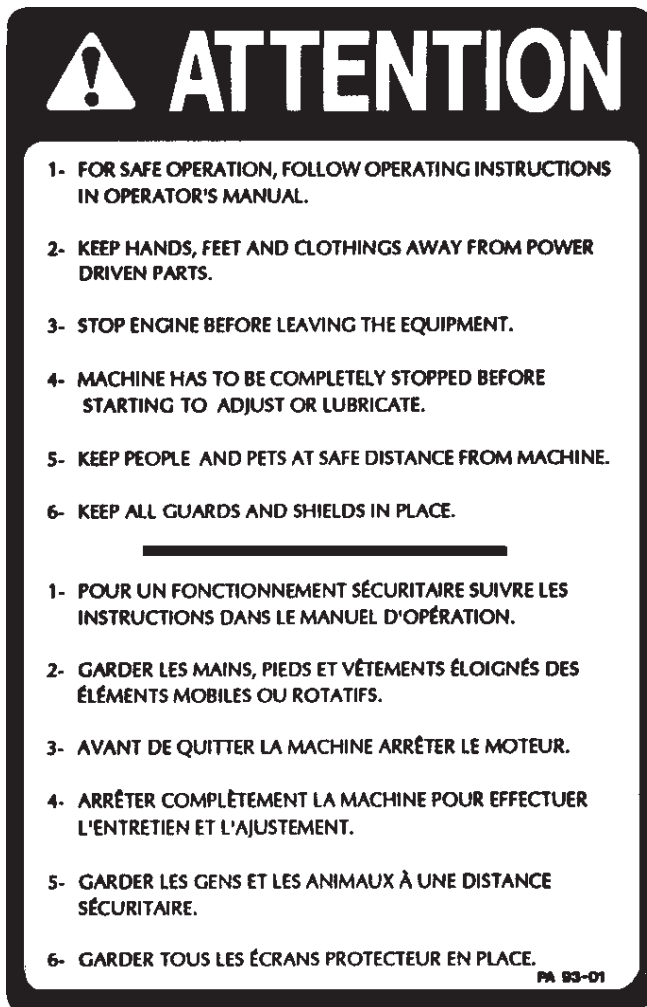 ATTENTION
1- FOR SAFE OPERATION, FOLLOW OPERATING INSTRUCTIONS
IN OPERATOR'S MANUAL.
2- KEEP HANDS, FEET AND CLOTHINGS AWAY FROM POWER
DRIVEN PARTS.
3- STOP ENGINE BEFORE LEAVING THE EQUIPMENT.
4- MACHINE HAS TO BE COMPLETELY STOPPED BEFORE
STARTING TO ADJUST OR LUBRICATE.
5- KEEP PEOPLE AND PETS AT SAFE DISTANCE FROM MACHINE.
6- KEEP ALL GUARDS AND SHIELDS IN PLACE.
1- POUR UN FONCTIONNEMENT SÉCURITAIRE SUIVRE LES
INSTRUCTIONS DANS LE MANUEL D'OPÉRATION.
2- GARDER LES MAINS, PIEDS ET VÊTEMENTS ÉLOIGNÉS DES
ÉLÉMENTS MOBILES OU ROTATIFS.
3- AVANT DE QUITTER LA MACHINE ARRÊTER LE MOTEUR.
4- ARRÊTER COMPLÈTEMENT LA MACHINE POUR EFFECTUER
L'ENTRETIEN ET L'AJUSTEMENT.
5- GARDER LES GENS ET LES ANIMAUX À UNE DISTANCE
SÉCURITAIRE.
6- GARDER TOUS LES ÉCRANS PROTECTEUR EN PLACE.
PA 93-01